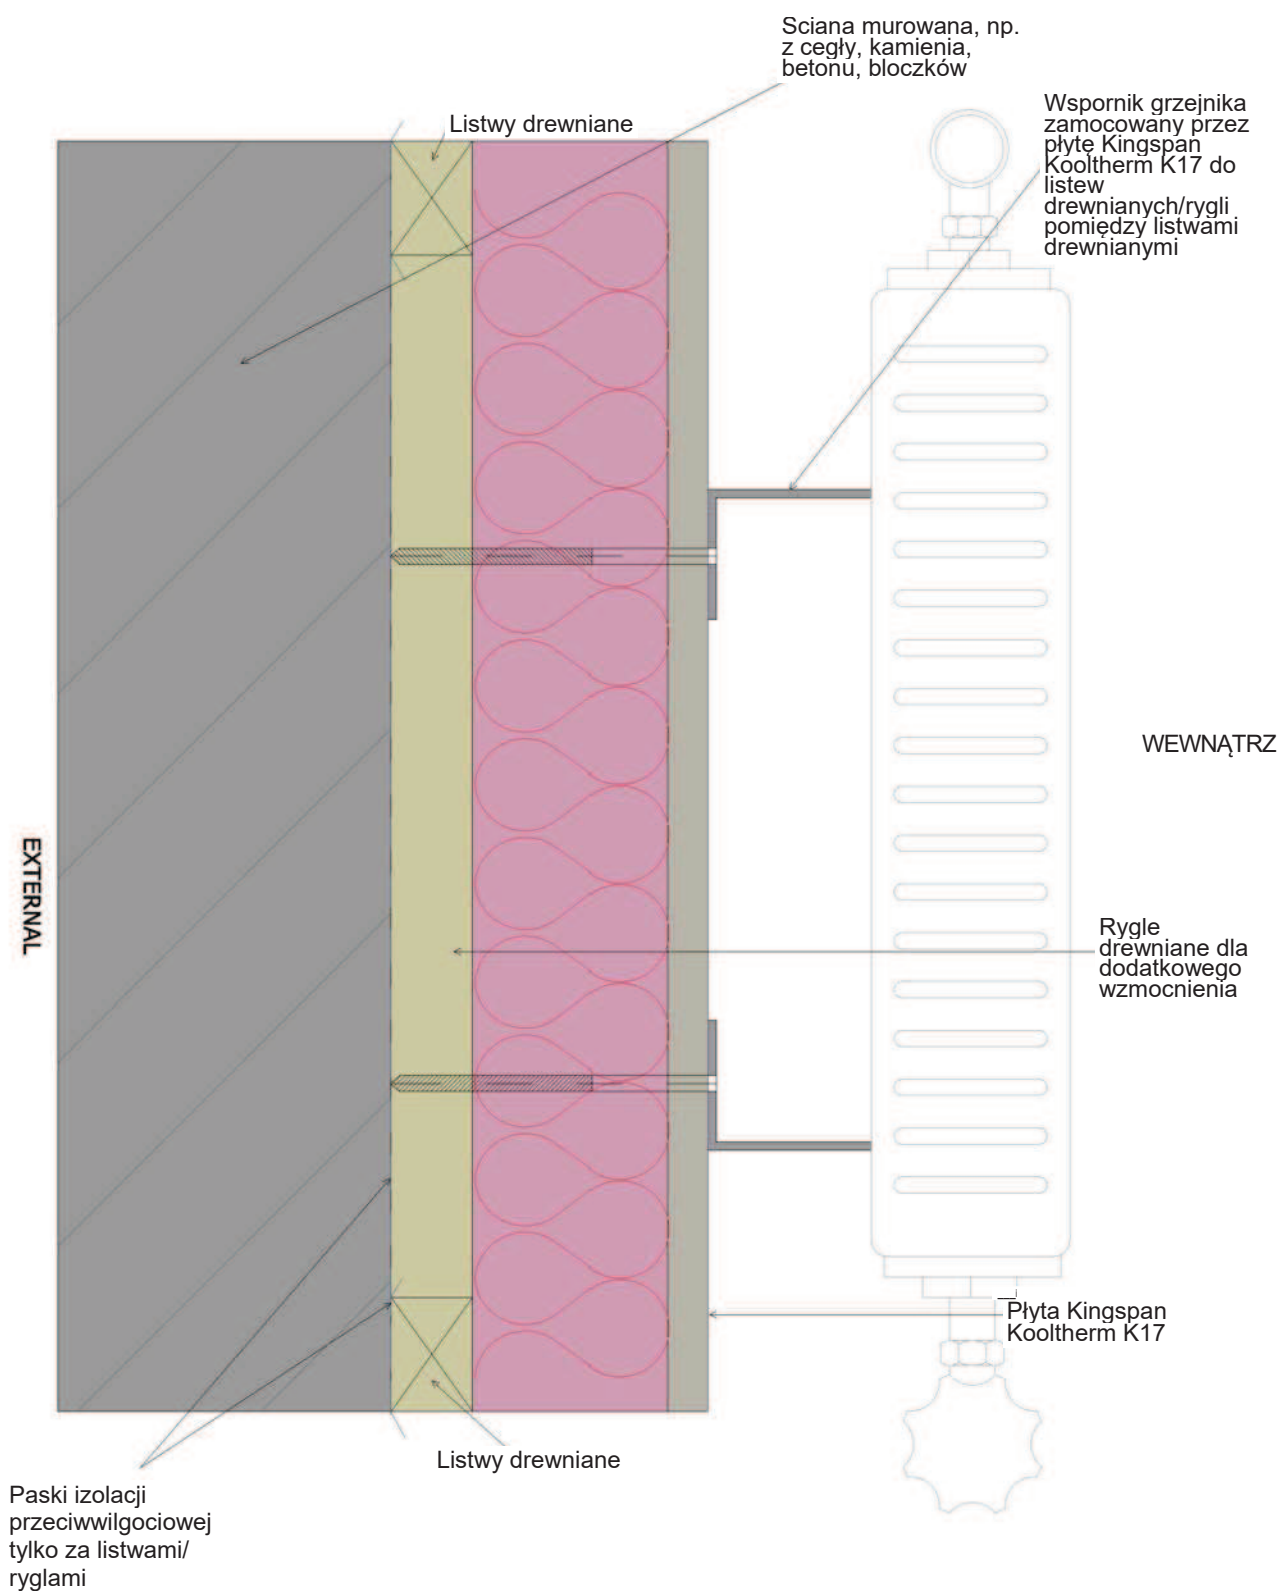 Sciana murowana, np.
z cegły, kamienia,
betonu, bloczków
Wspornik grzejnika
zamocowany przez
płytę Kingspan
Kooltherm K17 do
listew
drewnianych/rygli
pomiędzy listwami
drewnianymi
Listwy drewniane
WEWNĄTRZ
EXTERNAL
Rygle
drewniane dla
dodatkowego
wzmocnienia
Płyta Kingspan
Kooltherm K17
Listwy drewniane
Paski izolacji
przeciwwilgociowej
tylko za listwami/
ryglami